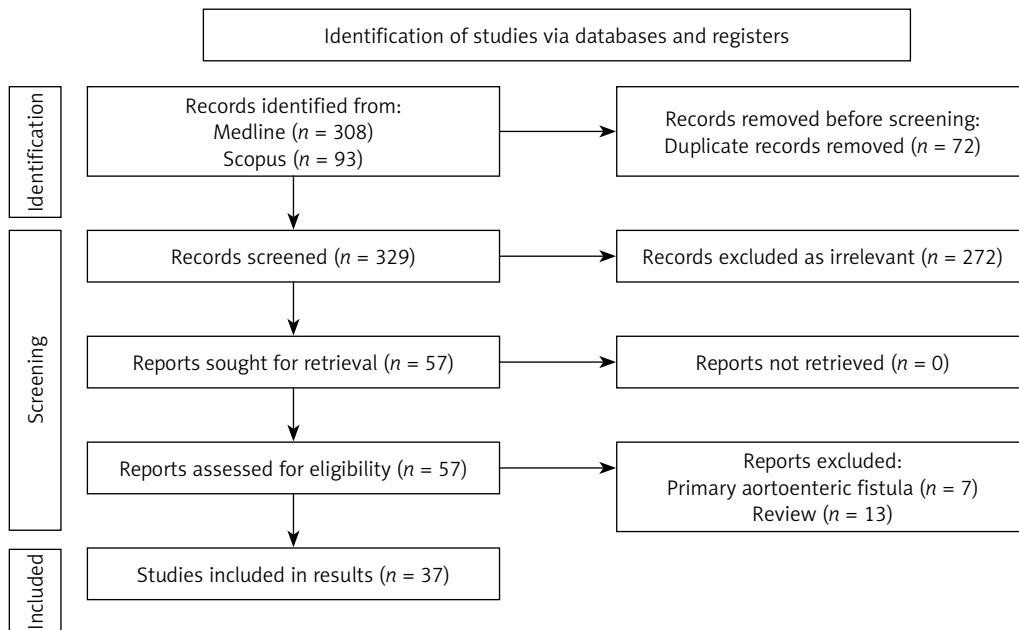 Identification of studies via databases and registers
Identification
Records identified from:
Medline (n = 308)
Scopus (n = 93)
Records removed before screening:
Duplicate records removed (n = 72)
Screening
Records screened (n = 329)
Records excluded as irrelevant (n = 272)
Reports sought for retrieval (n = 57)
Reports not retrieved (n = 0)
Reports assessed for eligibility (n = 57)
Reports excluded:
Primary aortoenteric fistula (n = 7)
Review (n = 13)
Included
Studies included in results (n = 37)